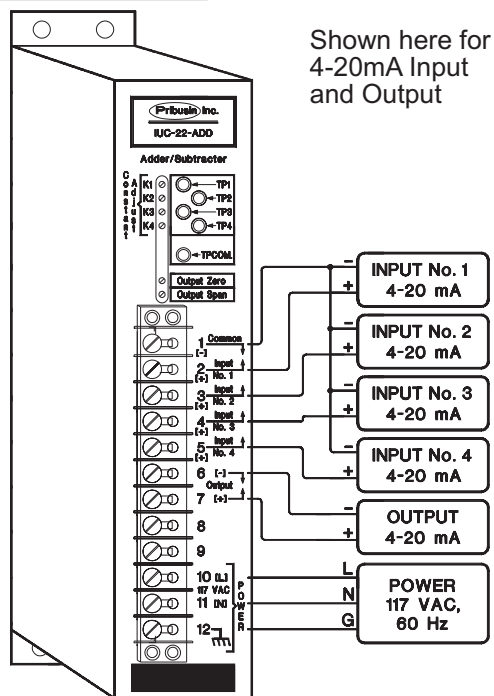 Shown here for
4-20mA Input
and Output
Pribusin Inc.
IUC-22-ADD
Adder/Subtracter
Constant
Adjust
K1
K2
K3
K4
TP1
TP2
TP3
TP4
TPCOM.
Output Zero
Output Span
1 Common
[-]
2 Input
[+] No. 1
3 Input
[+] No. 2
4 Input
[+] No. 3
5 Input
[+] No. 4
6 [-]
Output
7 [+]
8
9
10 [L]
117 VAC
11 [N]
12
POWER
- INPUT No. 1
+ 4-20 mA
- INPUT No. 2
+ 4-20 mA
- INPUT No. 3
+ 4-20 mA
- INPUT No. 4
+ 4-20 mA
- OUTPUT
+ 4-20 mA
L
N
G
POWER
117 VAC,
60 Hz